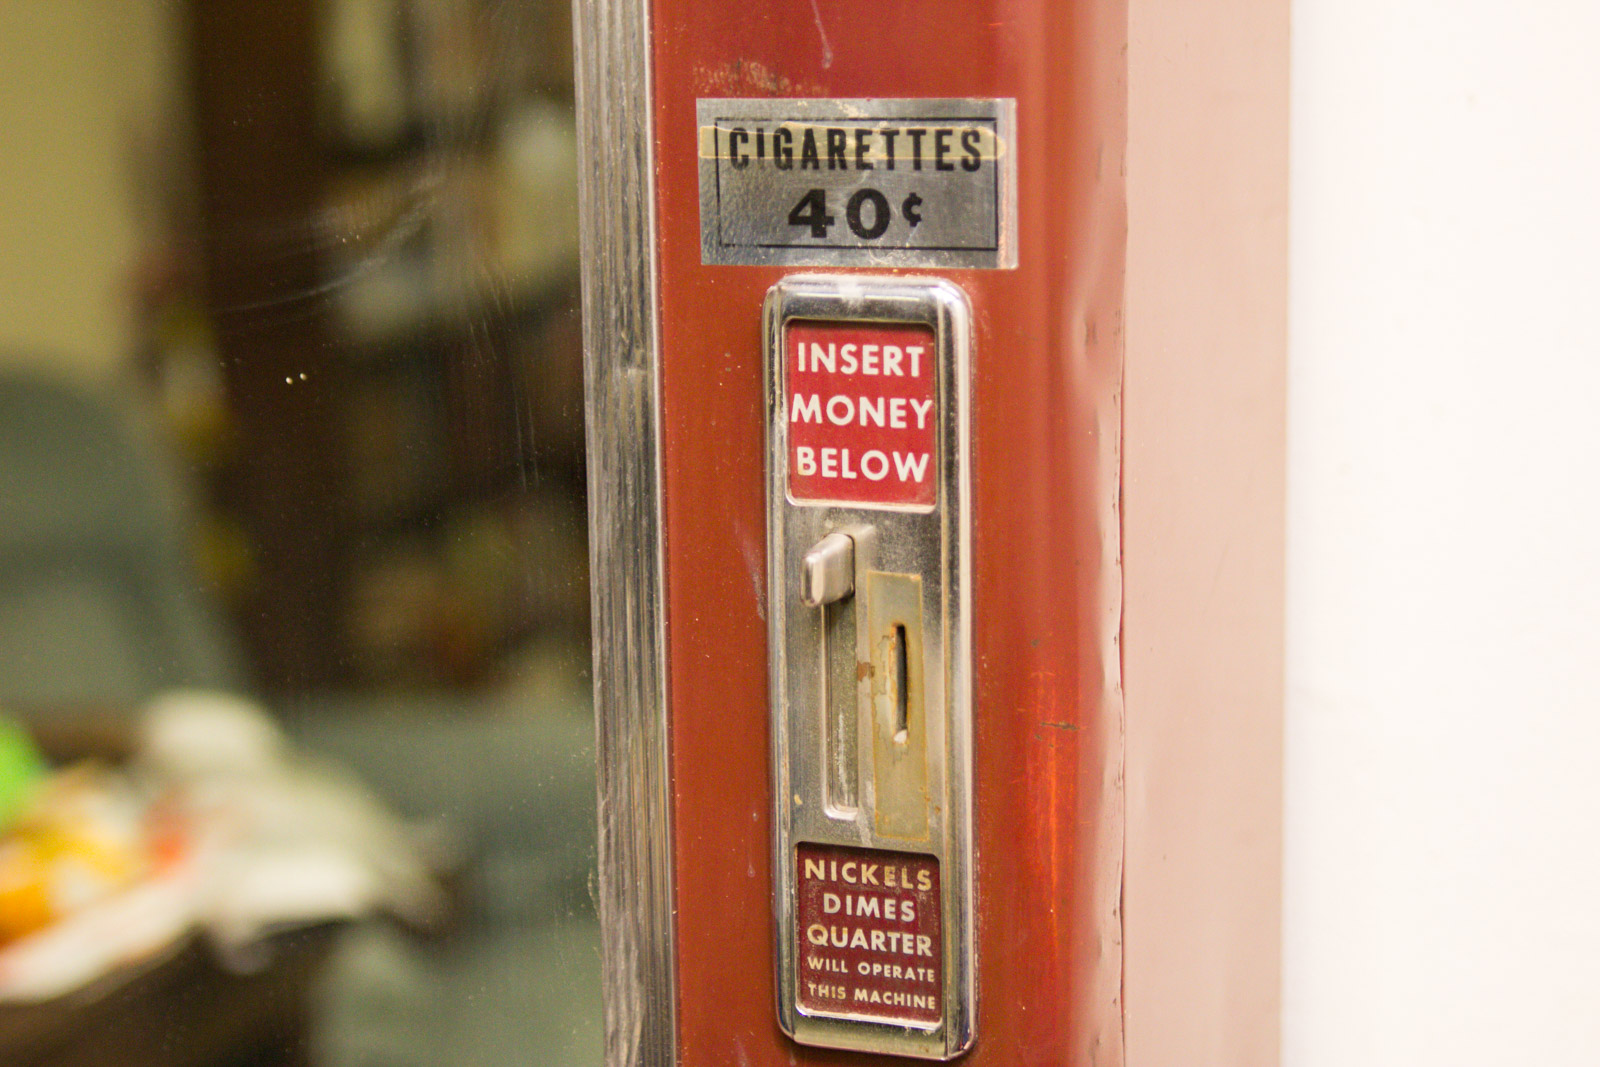 CIGARETTES
40¢
INSERT
MONEY
BELOW
NICKELS
DIMES
QUARTER
WILL OPERATE
THIS MACHINE